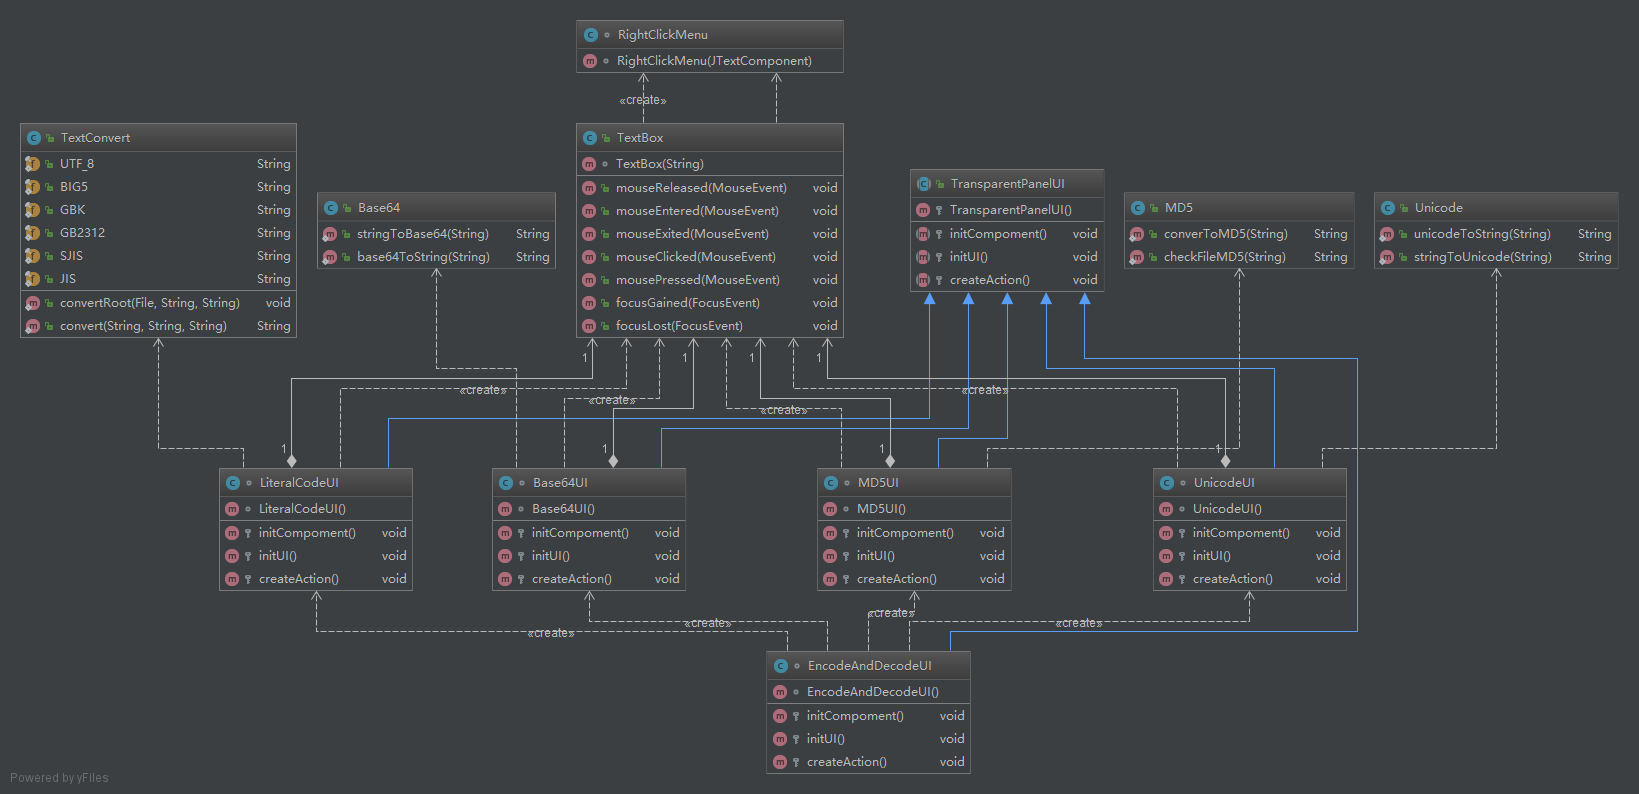 RightClickMenu
RightClickMenu(JTextComponent)
«create»
TextConvert
UTF_8 String
BIG5 String
GBK String
GB2312 String
SJIS String
JIS String
convertRoot(File, String, String) void
convert(String, String, String) String
Base64
stringToBase64(String) String
base64ToString(String) String
TextBox
TextBox(String)
mouseReleased(MouseEvent) void
mouseEntered(MouseEvent) void
mouseExited(MouseEvent) void
mouseClicked(MouseEvent) void
mousePressed(MouseEvent) void
focusGained(FocusEvent) void
focusLost(FocusEvent) void
TransparentPanelUI
TransparentPanelUI()
initCompoment() void
initUI() void
createAction() void
MD5
converToMD5(String) String
checkFileMD5(String) String
Unicode
unicodeToString(String) String
stringToUnicode(String) String
1 1 1 1
«create» «create»
«create»
«create»
1 1 1 1
LiteralCodeUI
LiteralCodeUI()
initCompoment() void
initUI() void
createAction() void
Base64UI
Base64UI()
initCompoment() void
initUI() void
createAction() void
MD5UI
MD5UI()
initCompoment() void
initUI() void
createAction() void
UnicodeUI
UnicodeUI()
initCompoment() void
initUI() void
createAction() void
«create»
«create» «create»
«create»
EncodeAndDecodeUI
EncodeAndDecodeUI()
initCompoment() void
initUI() void
createAction() void
Powered by yFiles